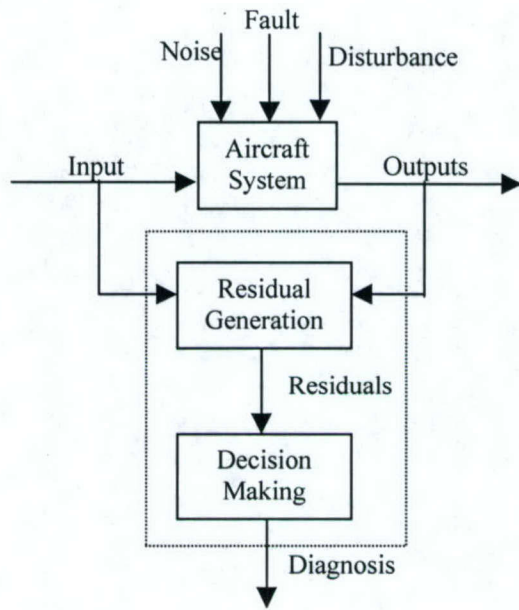 Fault
Noise
Disturbance
Aircraft
System
Input
Outputs
Residual
Generation
Residuals
Decision
Making
Diagnosis